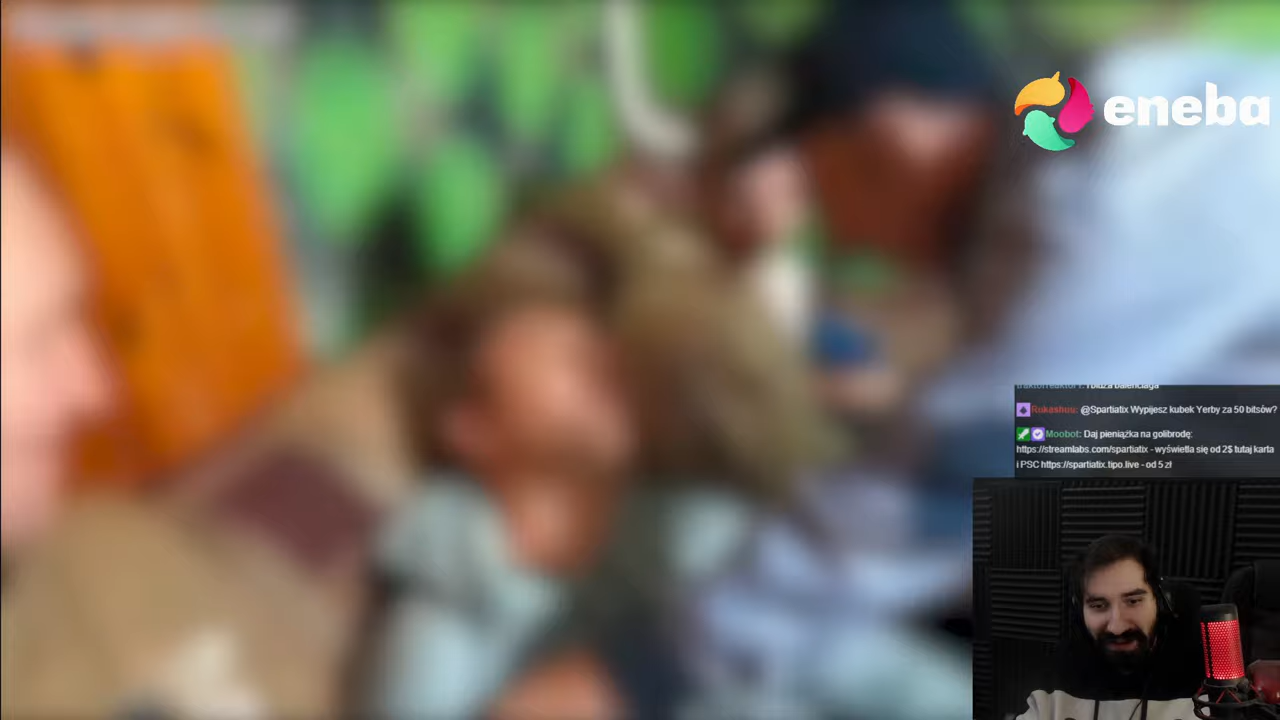 eneba
Rukeshuu: @Spartiatix Wypijesz kubek Yerby za 50 bitsów?
Moobot: Daj pieniążka na golibrodę:
https://streamlabs.com/spartiatix - wyświetla się od 2$ tutaj karta
i PSC https://spartiatix.tipo.live - od 5 zł